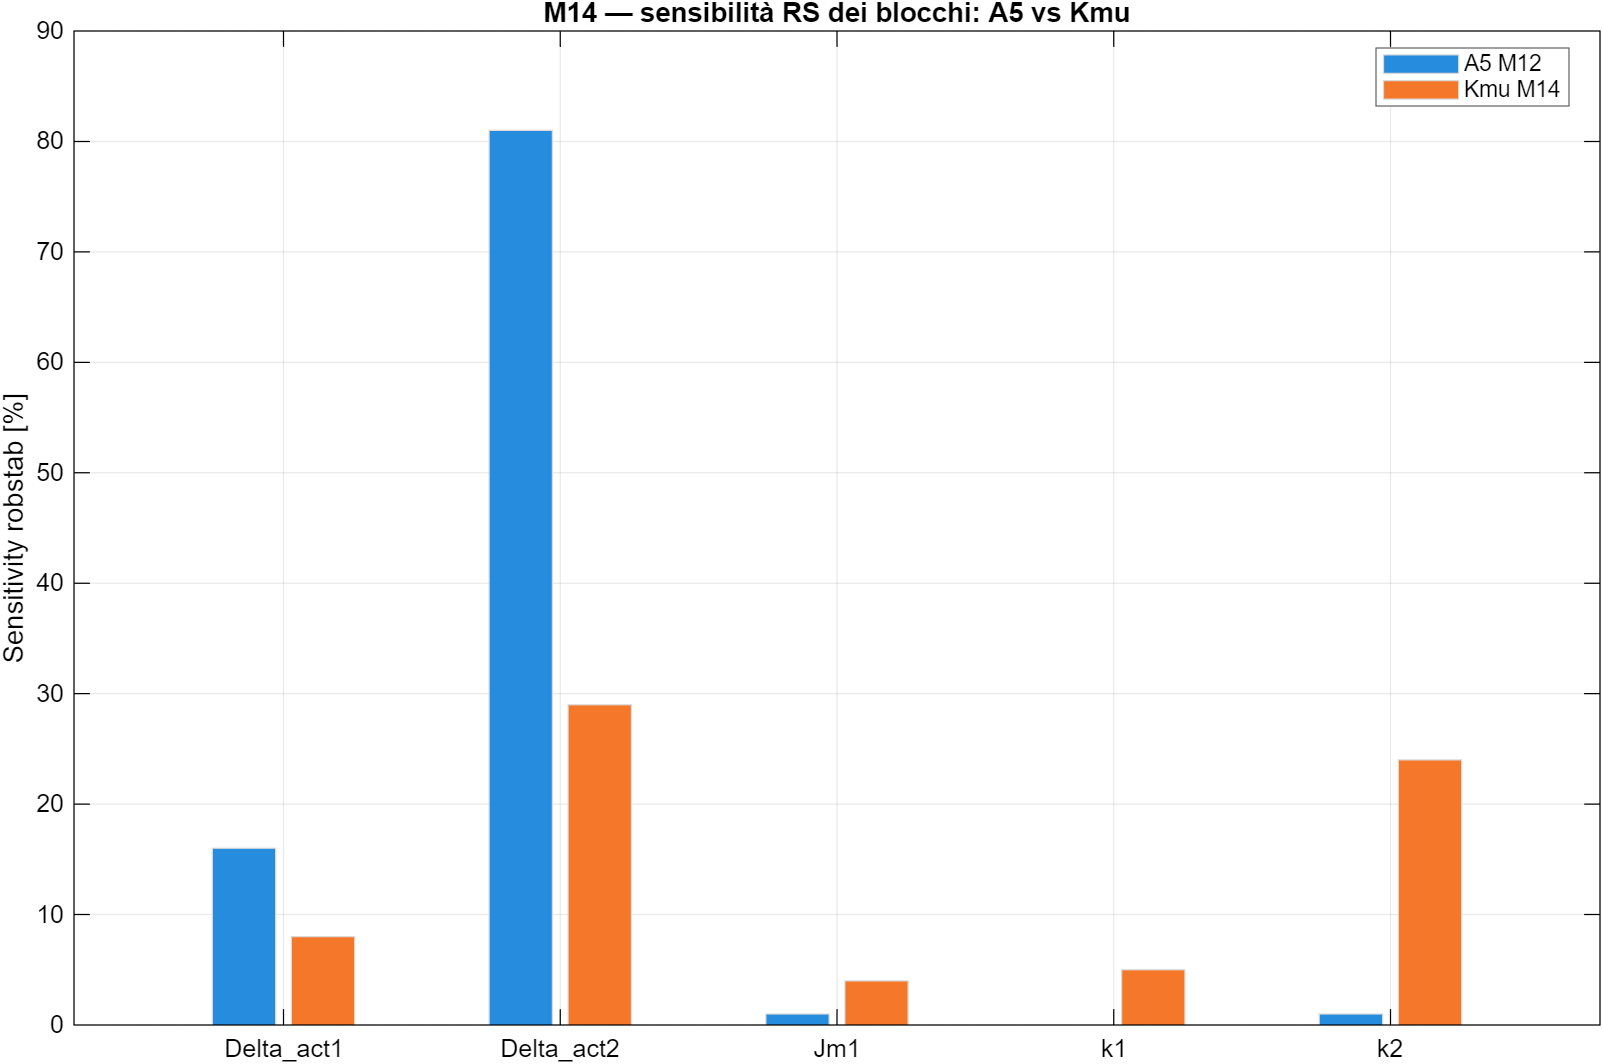 M14 — sensibilità RS dei blocchi: A5 vs Kmu
A5 M12
Kmu M14
Sensitivity robstab [%]
90
80
70
60
50
40
30
20
10
0
Delta_act1 Delta_act2 Jm1 k1 k2